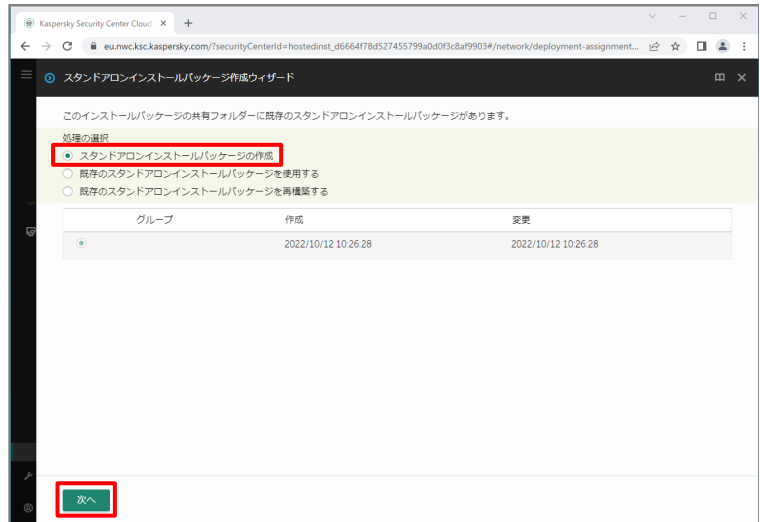 Kaspersky Security Center Cloud
eu.nwc.ksc.kaspersky.com/?securityCenterId=hostedinst_d6664f78d527455799a0d0f3c8af9903#/network/deployment-assignment...
スタンドアロンインストールパッケージ作成ウィザード
このインストールパッケージの共有フォルダーに既存のスタンドアロンインストールパッケージがあります。
処理の選択
スタンドアロンインストールパッケージの作成
既存のスタンドアロンインストールパッケージを使用する
既存のスタンドアロンインストールパッケージを再構築する
グループ 作成 変更
2022/10/12 10:26:28 2022/10/12 10:26:28
次へ